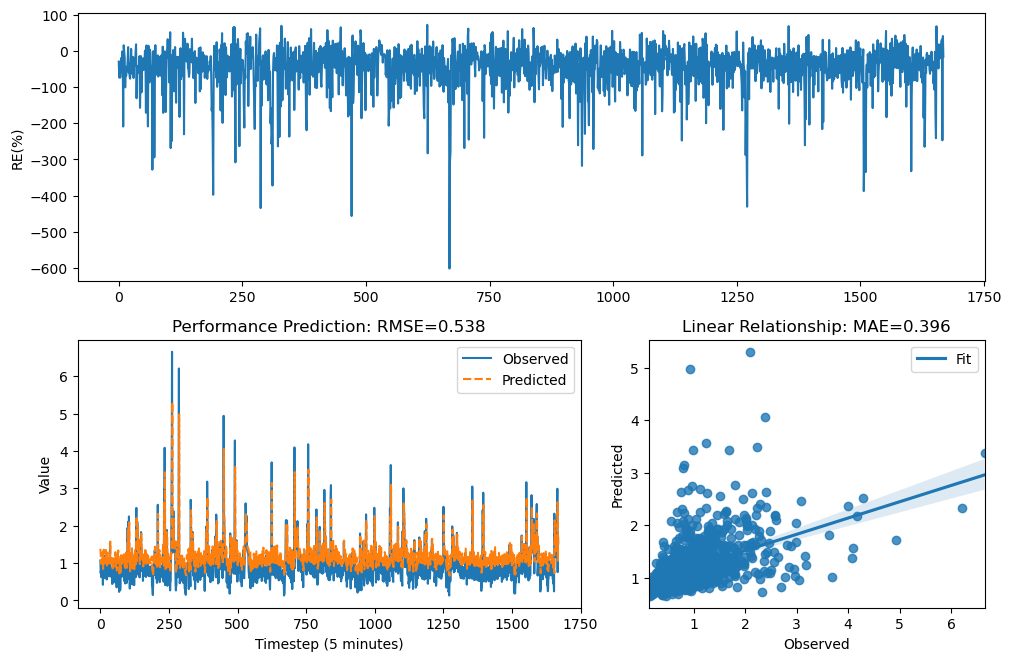 RE(%)
100
0
−100
−200
−300
−400
−500
−600
0 250 500 750 1000 1250 1500 1750
Performance Prediction: RMSE=0.538
Value
6
5
4
3
2
1
0
Observed
Predicted
0 250 500 750 1000 1250 1500 1750
Timestep (5 minutes)
Linear Relationship: MAE=0.396
Predicted
5
4
3
2
1
Fit
1 2 3 4 5 6
Observed